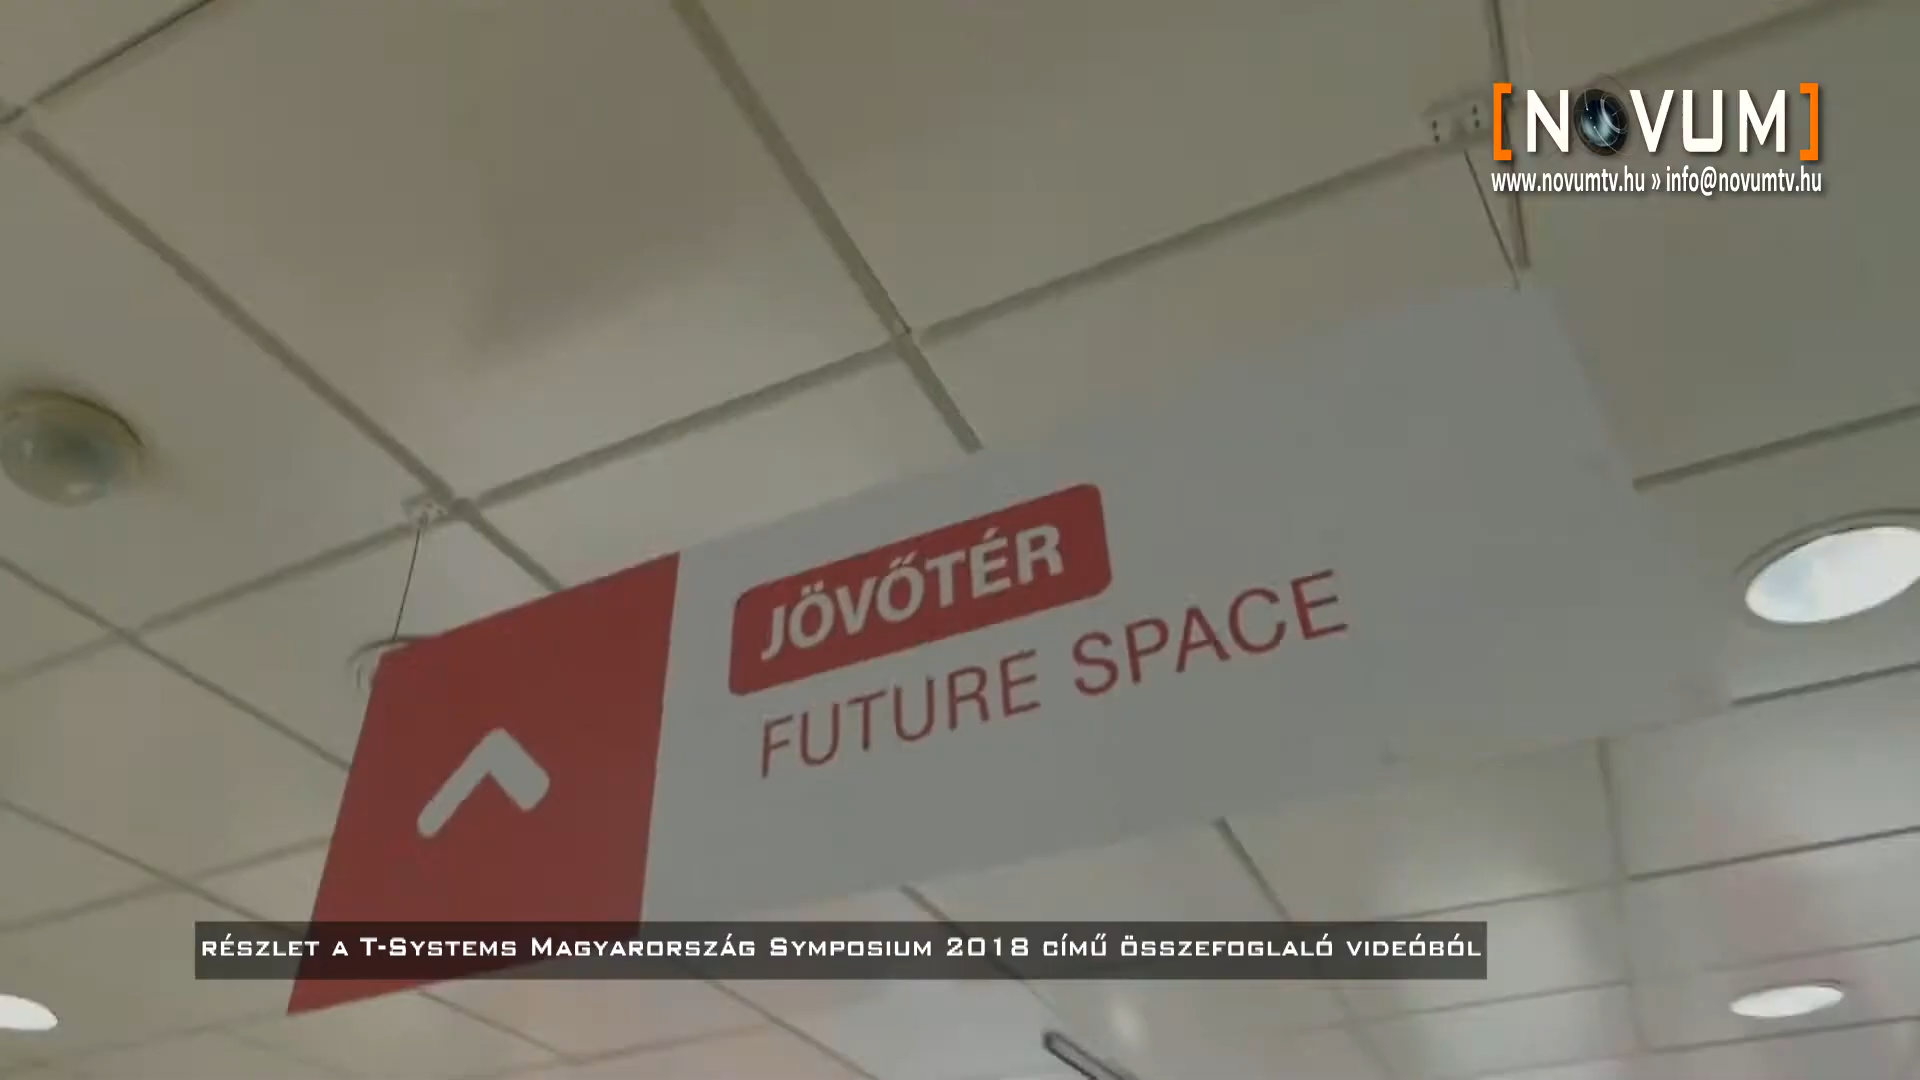 [NOVUM]
www.novumtv.hu » info@novumtv.hu
JÖVŐTÉR
FUTURE SPACE
RÉSZLET A T-SYSTEMS MAGYARORSZÁG SYMPOSIUM 2018 CÍMŰ ÖSSZEFOGLALÓ VIDEÓBÓL